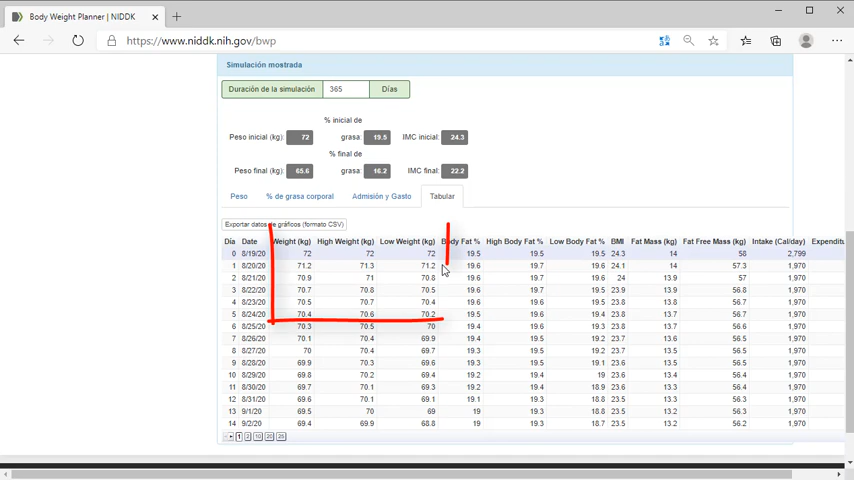 Body Weight Planner | NIDDK
https://www.niddk.nih.gov/bwp
Simulación mostrada
Duración de la simulación 365 Días
% inicial de
Peso inicial (kg): 72 grasa: 19.5 IMC inicial: 24.3
% final de
Peso final (kg): 65.6 grasa: 16.2 IMC final: 22.2
Peso % de grasa corporal Admisión y Gasto Tabular
Exportar datos de gráficos (formato CSV)
Día Date Weight (kg) High Weight (kg) Low Weight (kg) Body Fat % High Body Fat % Low Body Fat % BMI Fat Mass (kg) Fat Free Mass (kg) Intake (Cal/day) Expenditu
0 8/19/20 72 72 72 19.5 19.5 19.5 24.3 14 58 2,799
1 8/20/20 71.2 71.3 71.2 19.6 19.7 19.6 24.1 14 57.3 1,970
2 8/21/20 70.9 71 70.8 19.6 19.7 19.6 24 13.9 57 1,970
3 8/22/20 70.7 70.8 70.5 19.6 19.7 19.5 23.9 13.9 56.8 1,970
4 8/23/20 70.5 70.7 70.4 19.6 19.6 19.5 23.8 13.8 56.7 1,970
5 8/24/20 70.4 70.6 70.2 19.5 19.6 19.4 23.8 13.7 56.7 1,970
6 8/25/20 70.3 70.5 70 19.4 19.6 19.3 23.8 13.7 56.6 1,970
7 8/26/20 70.1 70.4 69.9 19.4 19.5 19.2 23.7 13.6 56.5 1,970
8 8/27/20 70 70.4 69.7 19.3 19.5 19.2 23.7 13.5 56.5 1,970
9 8/28/20 69.9 70.3 69.6 19.3 19.5 19.1 23.6 13.5 56.4 1,970
10 8/29/20 69.8 70.2 69.4 19.2 19.4 19 23.6 13.4 56.4 1,970
11 8/30/20 69.7 70.1 69.3 19.2 19.4 18.9 23.6 13.3 56.4 1,970
12 8/31/20 69.6 70.1 69.1 19.1 19.3 18.8 23.5 13.3 56.3 1,970
13 9/1/20 69.5 70 69 19 19.3 18.8 23.5 13.2 56.3 1,970
14 9/2/20 69.4 69.9 68.8 19 19.3 18.7 23.5 13.2 56.2 1,970
1 2 10 20 25